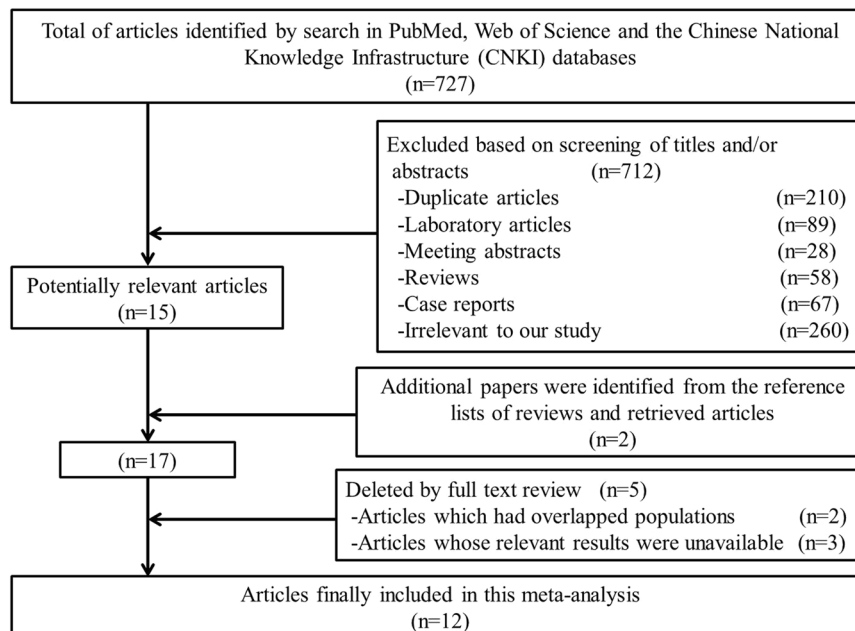 Total of articles identified by search in PubMed, Web of Science and the Chinese National
Knowledge Infrastructure (CNKI) databases
(n=727)
Excluded based on screening of titles and/or
abstracts (n=712)
-Duplicate articles (n=210)
-Laboratory articles (n=89)
-Meeting abstracts (n=28)
-Reviews (n=58)
-Case reports (n=67)
-Irrelevant to our study (n=260)
Potentially relevant articles
(n=15)
Additional papers were identified from the reference
lists of reviews and retrieved articles
(n=2)
(n=17)
Deleted by full text review (n=5)
-Articles which had overlapped populations (n=2)
-Articles whose relevant results were unavailable (n=3)
Articles finally included in this meta-analysis
(n=12)